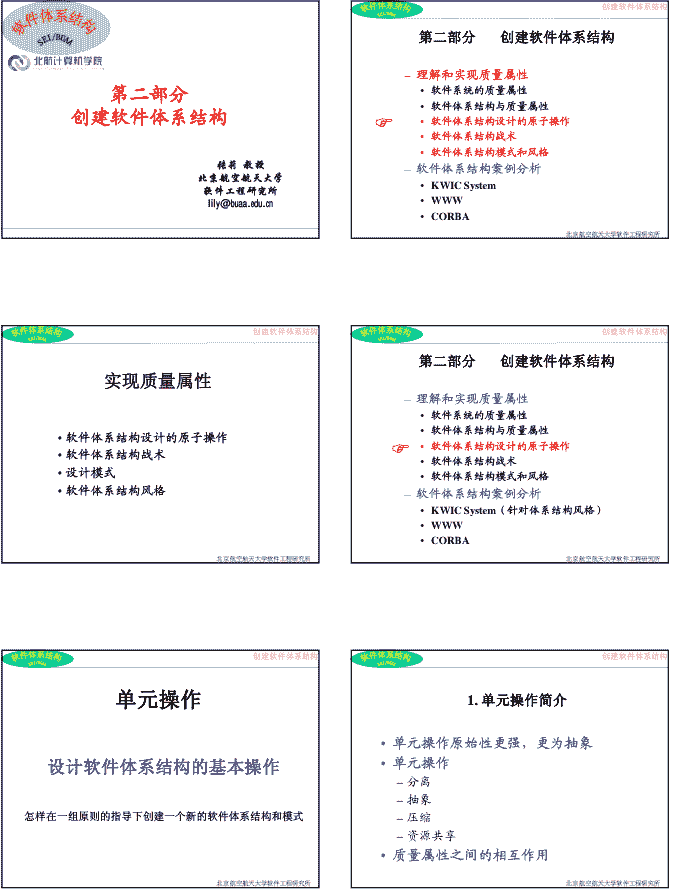 软件体系结构
SEI/BUAA
北航计算机学院
第二部分
创建软件体系结构
张莉 教授
北京航空航天大学
软件工程研究所
lily@buaa.edu.cn
软件体系结构
SEI/BUAA
创建软件体系结构
第二部分 创建软件体系结构
– 理解和实现质量属性
• 软件系统的质量属性
• 软件体系结构与质量属性
• 软件体系结构设计的原子操作
• 软件体系结构战术
• 软件体系结构模式和风格
– 软件体系结构案例分析
• KWIC System
• WWW
• CORBA
北京航空航天大学软件工程研究所
软件体系结构
SEI/BUAA
创建软件体系结构
实现质量属性
• 软件体系结构设计的原子操作
• 软件体系结构战术
• 设计模式
• 软件体系结构风格
北京航空航天大学软件工程研究所
软件体系结构
SEI/BUAA
创建软件体系结构
第二部分 创建软件体系结构
– 理解和实现质量属性
• 软件系统的质量属性
• 软件体系结构与质量属性
• 软件体系结构设计的原子操作
• 软件体系结构战术
• 软件体系结构模式和风格
– 软件体系结构案例分析
• KWIC System（针对体系结构风格）
• WWW
• CORBA
北京航空航天大学软件工程研究所
软件体系结构
SEI/BUAA
创建软件体系结构
单元操作
设计软件体系结构的基本操作
怎样在一组原则的指导下创建一个新的软件体系结构和模式
北京航空航天大学软件工程研究所
软件体系结构
SEI/BUAA
创建软件体系结构
1. 单元操作简介
• 单元操作原始性更强，更为抽象
• 单元操作
– 分离
– 抽象
– 压缩
– 资源共享
• 质量属性之间的相互作用
北京航空航天大学软件工程研究所